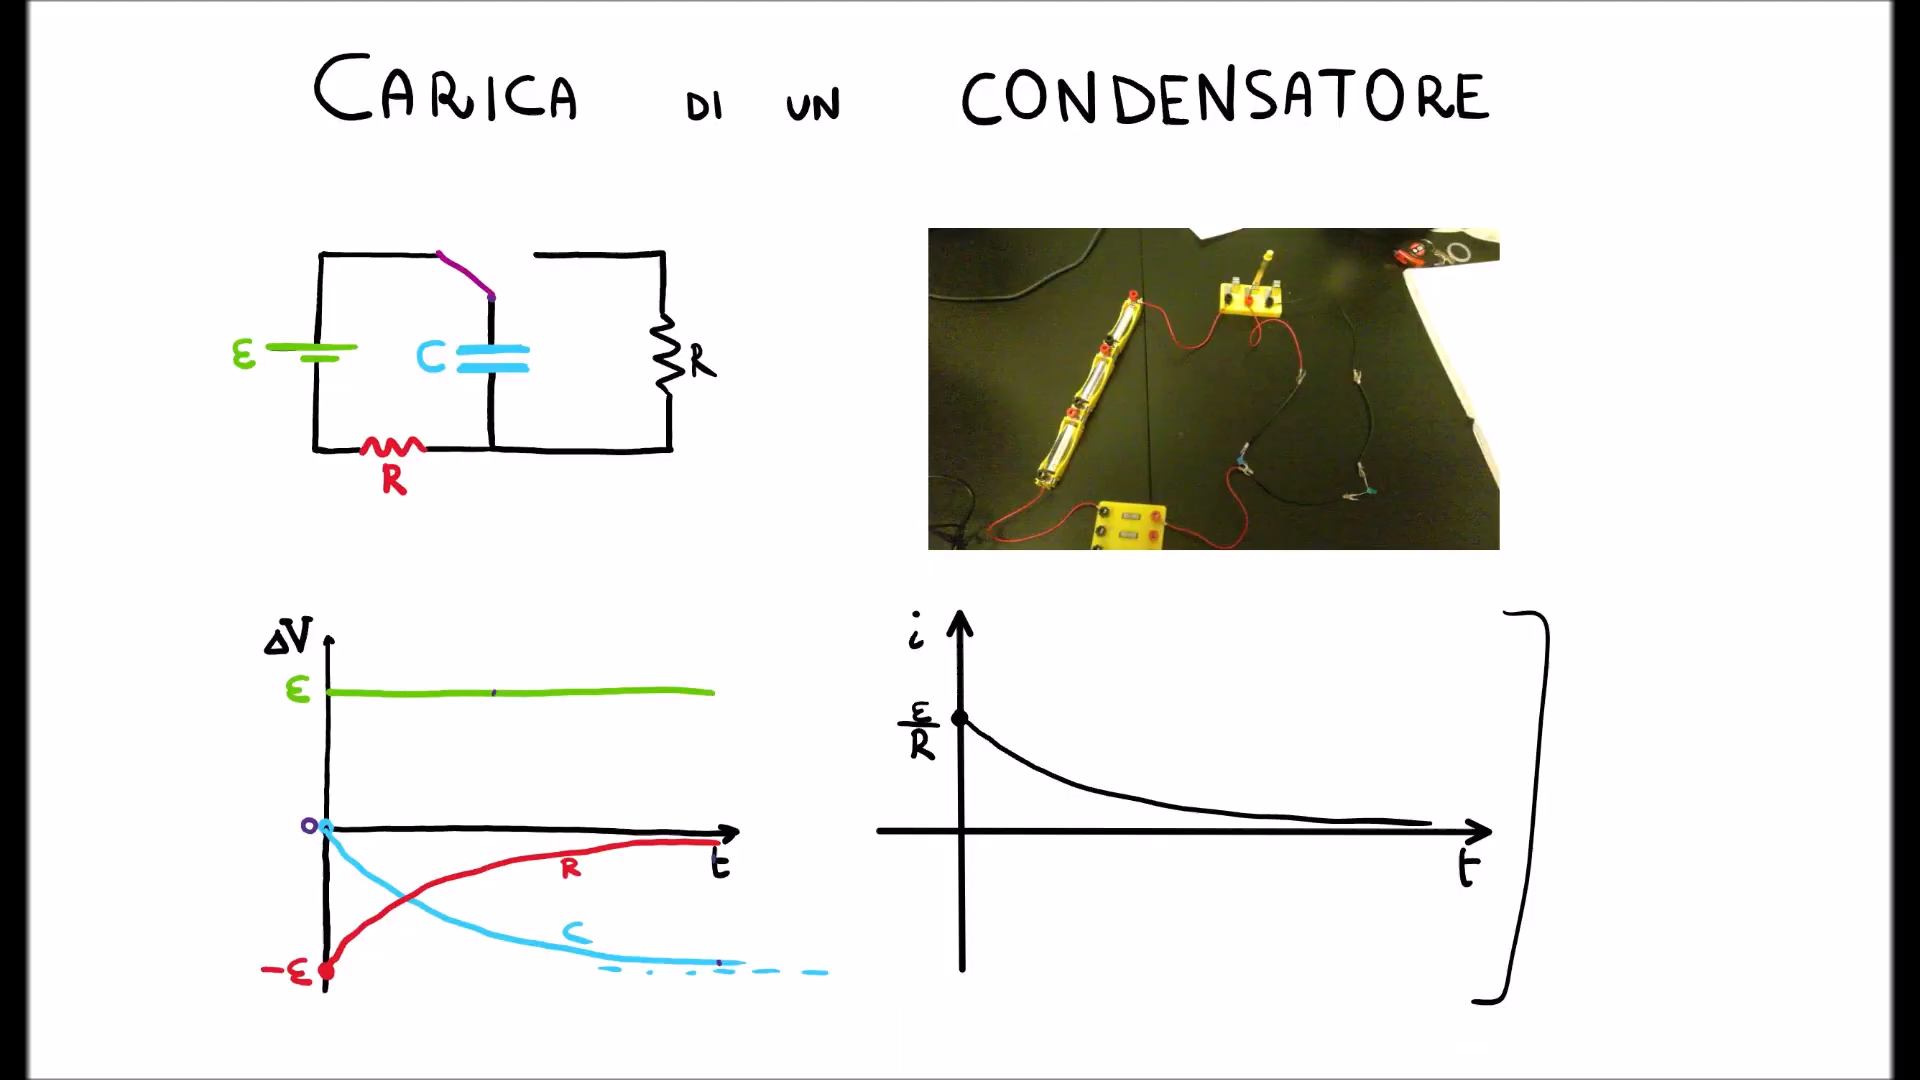 CARICA DI UN CONDENSATORE
ε
C
R
R
ΔV
ε
0
R
t
C
-ε
i
ε/R
t